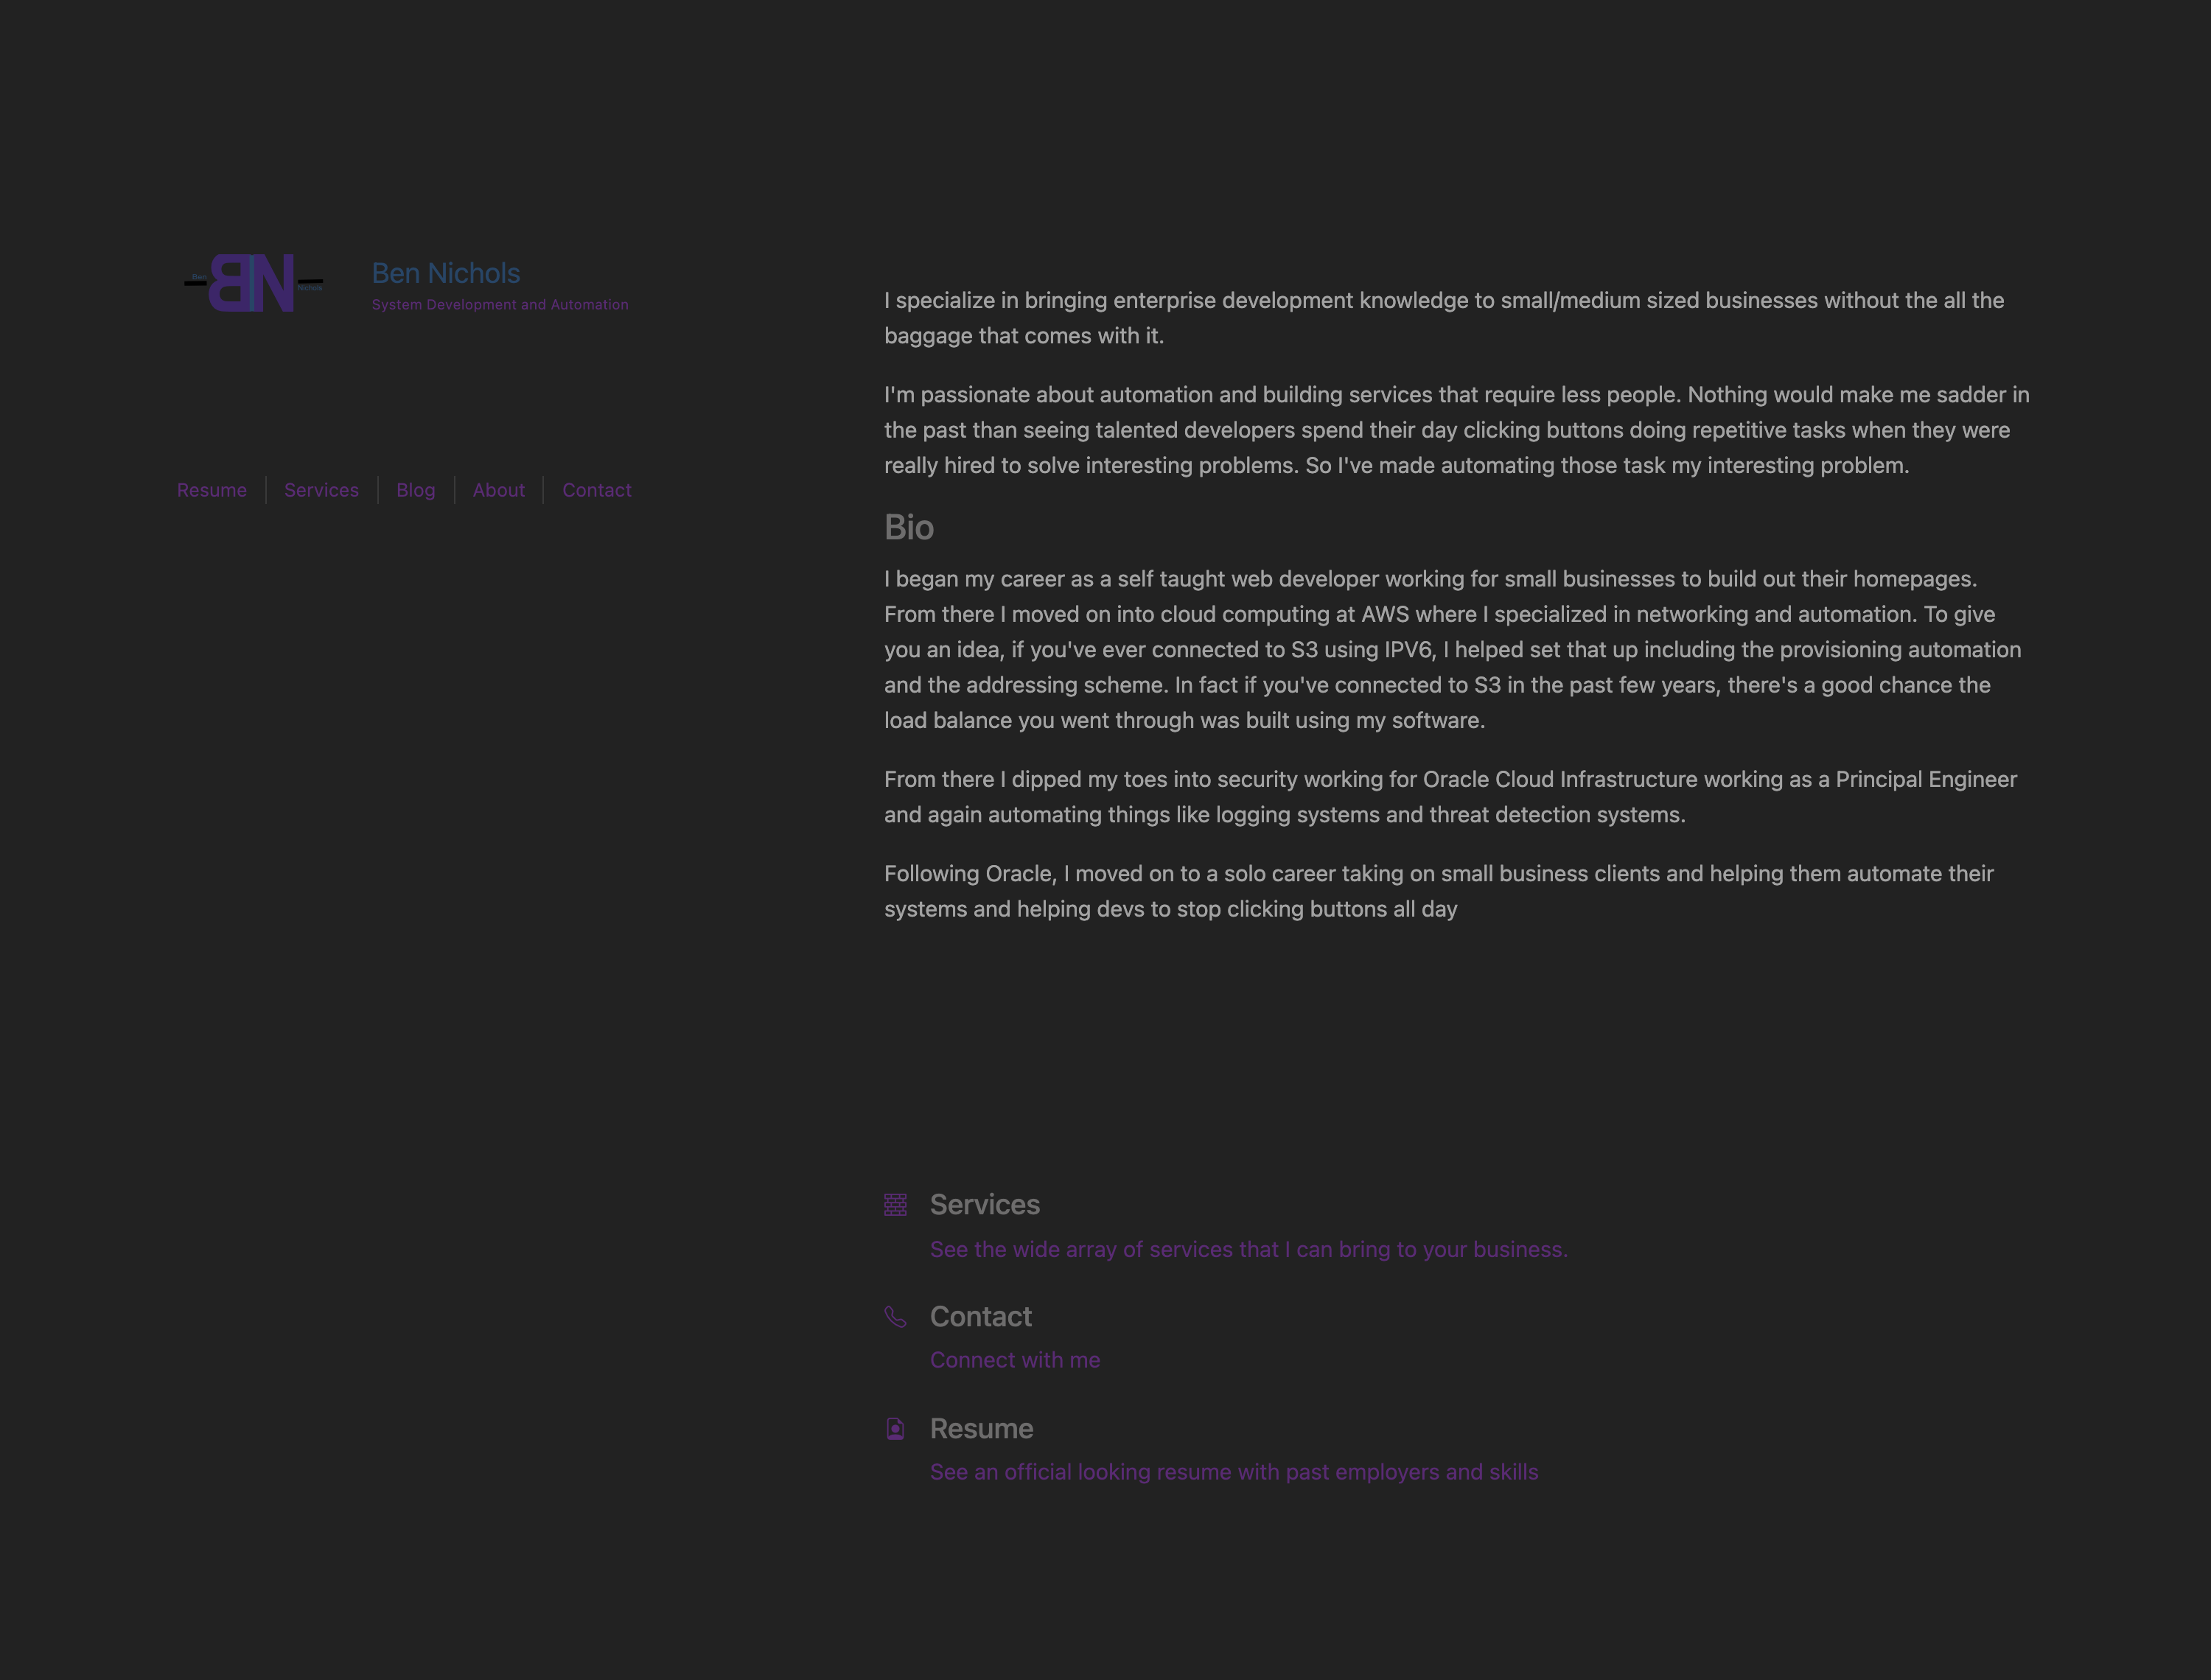 Ben
BN
Nichols
Ben Nichols
System Development and Automation
Resume
Services
Blog
About
Contact
I specialize in bringing enterprise development knowledge to small/medium sized businesses without the all the
baggage that comes with it.
I'm passionate about automation and building services that require less people. Nothing would make me sadder in
the past than seeing talented developers spend their day clicking buttons doing repetitive tasks when they were
really hired to solve interesting problems. So I've made automating those task my interesting problem.
Bio
I began my career as a self taught web developer working for small businesses to build out their homepages.
From there I moved on into cloud computing at AWS where I specialized in networking and automation. To give
you an idea, if you've ever connected to S3 using IPV6, I helped set that up including the provisioning automation
and the addressing scheme. In fact if you've connected to S3 in the past few years, there's a good chance the
load balance you went through was built using my software.
From there I dipped my toes into security working for Oracle Cloud Infrastructure working as a Principal Engineer
and again automating things like logging systems and threat detection systems.
Following Oracle, I moved on to a solo career taking on small business clients and helping them automate their
systems and helping devs to stop clicking buttons all day
Services
See the wide array of services that I can bring to your business.
Contact
Connect with me
Resume
See an official looking resume with past employers and skills